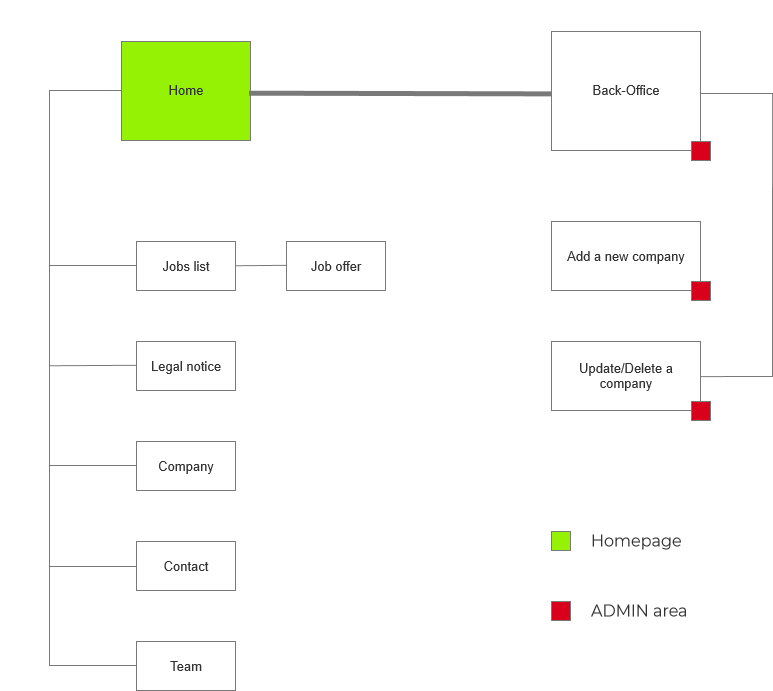 Home
Back-Office
Jobs list
Job offer
Add a new company
Legal notice
Update/Delete a
company
Company
Contact
Team
Homepage
ADMIN area